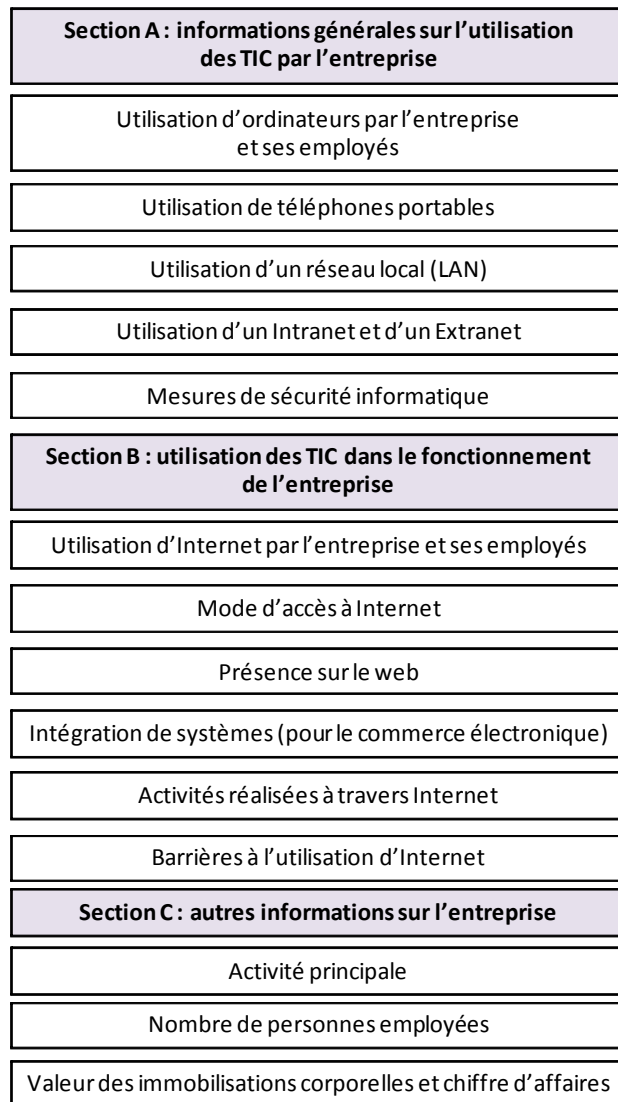 Section A : informations générales sur l’utilisation
des TIC par l’entreprise
Utilisation d’ordinateurs par l’entreprise
et ses employés
Utilisation de téléphones portables
Utilisation d’un réseau local (LAN)
Utilisation d’un Intranet et d’un Extranet
Mesures de sécurité informatique
Section B : utilisation des TIC dans le fonctionnement
de l’entreprise
Utilisation d’Internet par l’entreprise et ses employés
Mode d’accès à Internet
Présence sur le web
Intégration de systèmes (pour le commerce électronique)
Activités réalisées à travers Internet
Barrières à l’utilisation d’Internet
Section C : autres informations sur l’entreprise
Activité principale
Nombre de personnes employées
Valeur des immobilisations corporelles et chiffre d’affaires